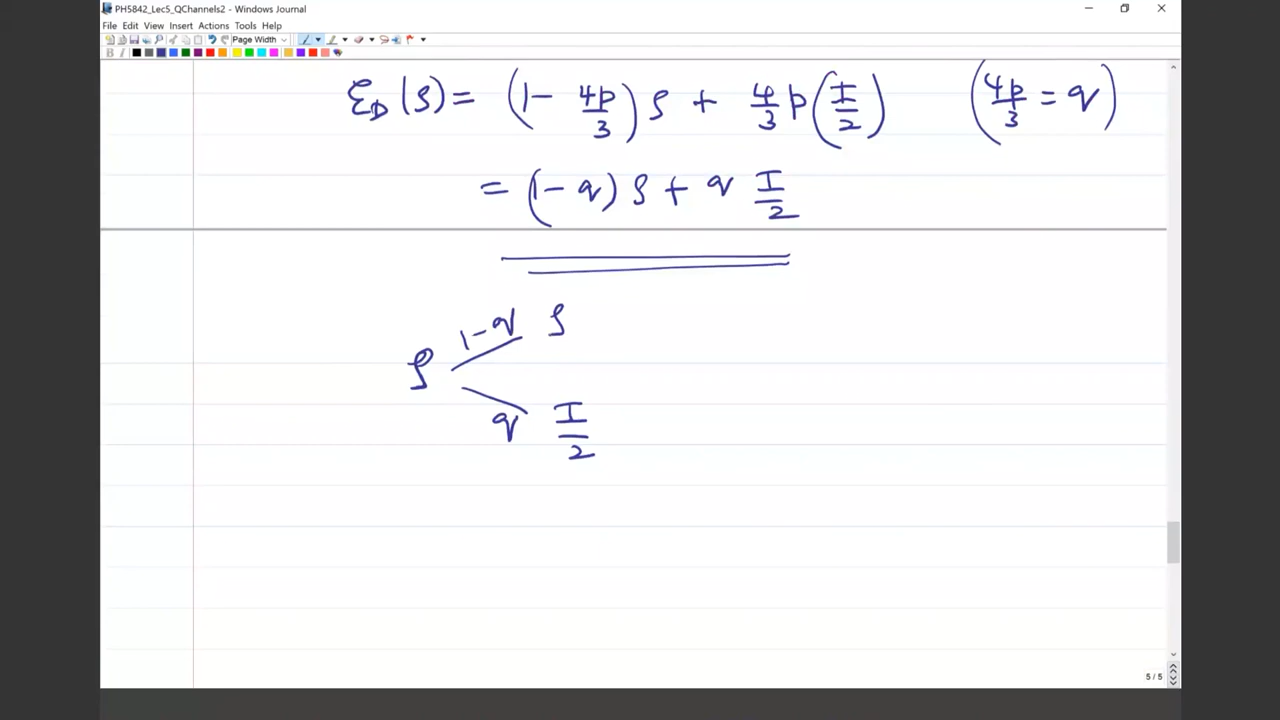 PH5842_Lec5_QChannels2 - Windows Journal
File Edit View Insert Actions Tools Help
Page Width
B I
ℰ_D(ρ) = (1 - 4p/3) ρ + 4/3 p (I/2) (4p/3 = q)
= (1 - q) ρ + q I/2
1-q ρ
ρ
q I/2
5 / 5